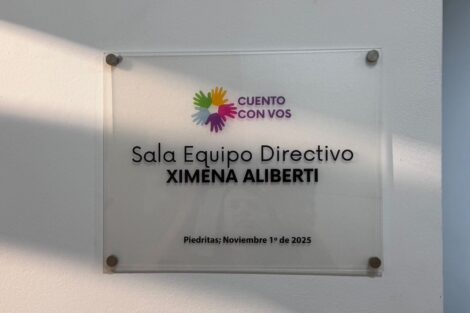 CUENTO
CON VOS
Sala Equipo Directivo
XIMENA ALIBERTI
Piedritas; Noviembre 1º de 2025